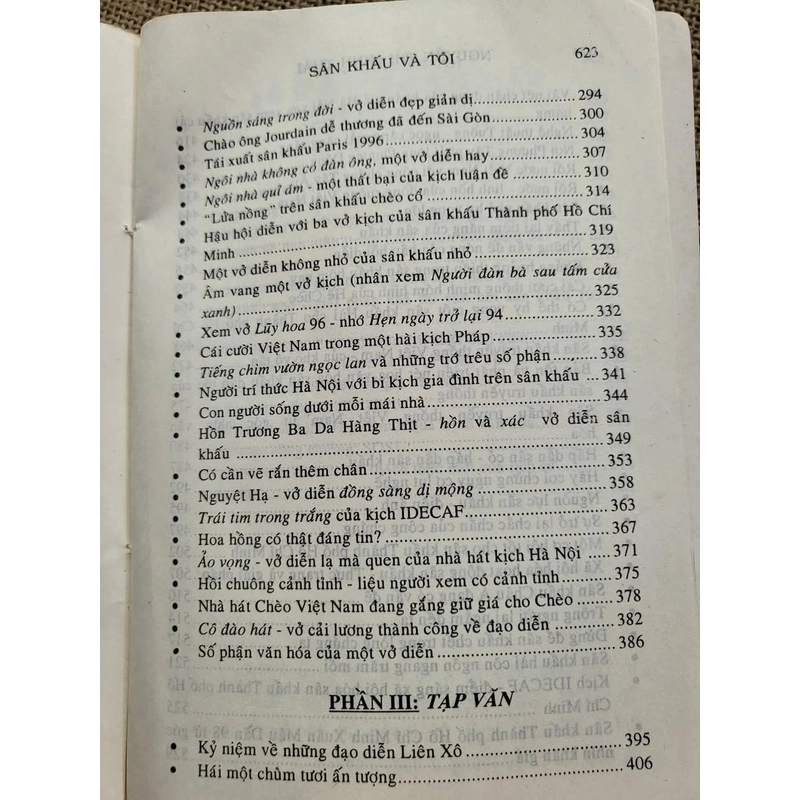 SÂN KHẤU VÀ TÔI 623
• Nguồn sáng trong đời - vở diễn đẹp giản dị.................294
• Chào ông Jourdain dễ thương đã đến Sài Gòn..............300
• Tái xuất sân khấu Paris 1996.........................304
• Ngôi nhà không có đàn ông, một vở diễn hay..............307
• Ngôi nhà quỉ ám - một thất bại của kịch luận đề............310
• "Lửa nồng" trên sân khấu chèo cổ......................314
• Hậu hội diễn với ba vở kịch của sân khấu Thành phố Hồ Chí
Minh..............................................319
• Một vở diễn không nhỏ của sân khấu nhỏ.................323
• Âm vang một vở kịch (nhân xem Người đàn bà sau tấm cửa
xanh).............................................325
• Xem vở Lũy hoa 96 - nhớ Hẹn ngày trở lại 94..............332
• Cái cười Việt Nam trong một hài kịch Pháp................335
• Tiếng chim vườn ngọc lan và những trớ trêu số phận........338
• Người trí thức Hà Nội với bi kịch gia đình trên sân khấu ...341
• Con người sống dưới mỗi mái nhà......................344
• Hồn Trương Ba Da Hàng Thịt - hồn và xác vở diễn sân
khấu .............................................349
• Có cần vẽ rắn thêm chân.............................353
• Nguyệt Hạ - vở diễn đồng sàng dị mộng..................358
• Trái tim trong trắng của kịch IDECAF...................363
• Hoa hồng có thật đáng tin?...........................367
• Ảo vọng - vở diễn lạ mà quen của nhà hát kịch Hà Nội .....371
• Hồi chuông cảnh tỉnh - liệu người xem có cảnh tỉnh........375
• Nhà hát Chèo Việt Nam đang gắng giữ giá cho Chèo........378
• Cô đào hát - vở cải lương thành công về đạo diễn..........382
• Số phận văn hóa của một vở diễn.......................386
PHẦN III: TẠP VĂN
• Kỷ niệm về những đạo diễn Liên Xô.....................395
• Hái một chùm tươi ấn tượng...........................406